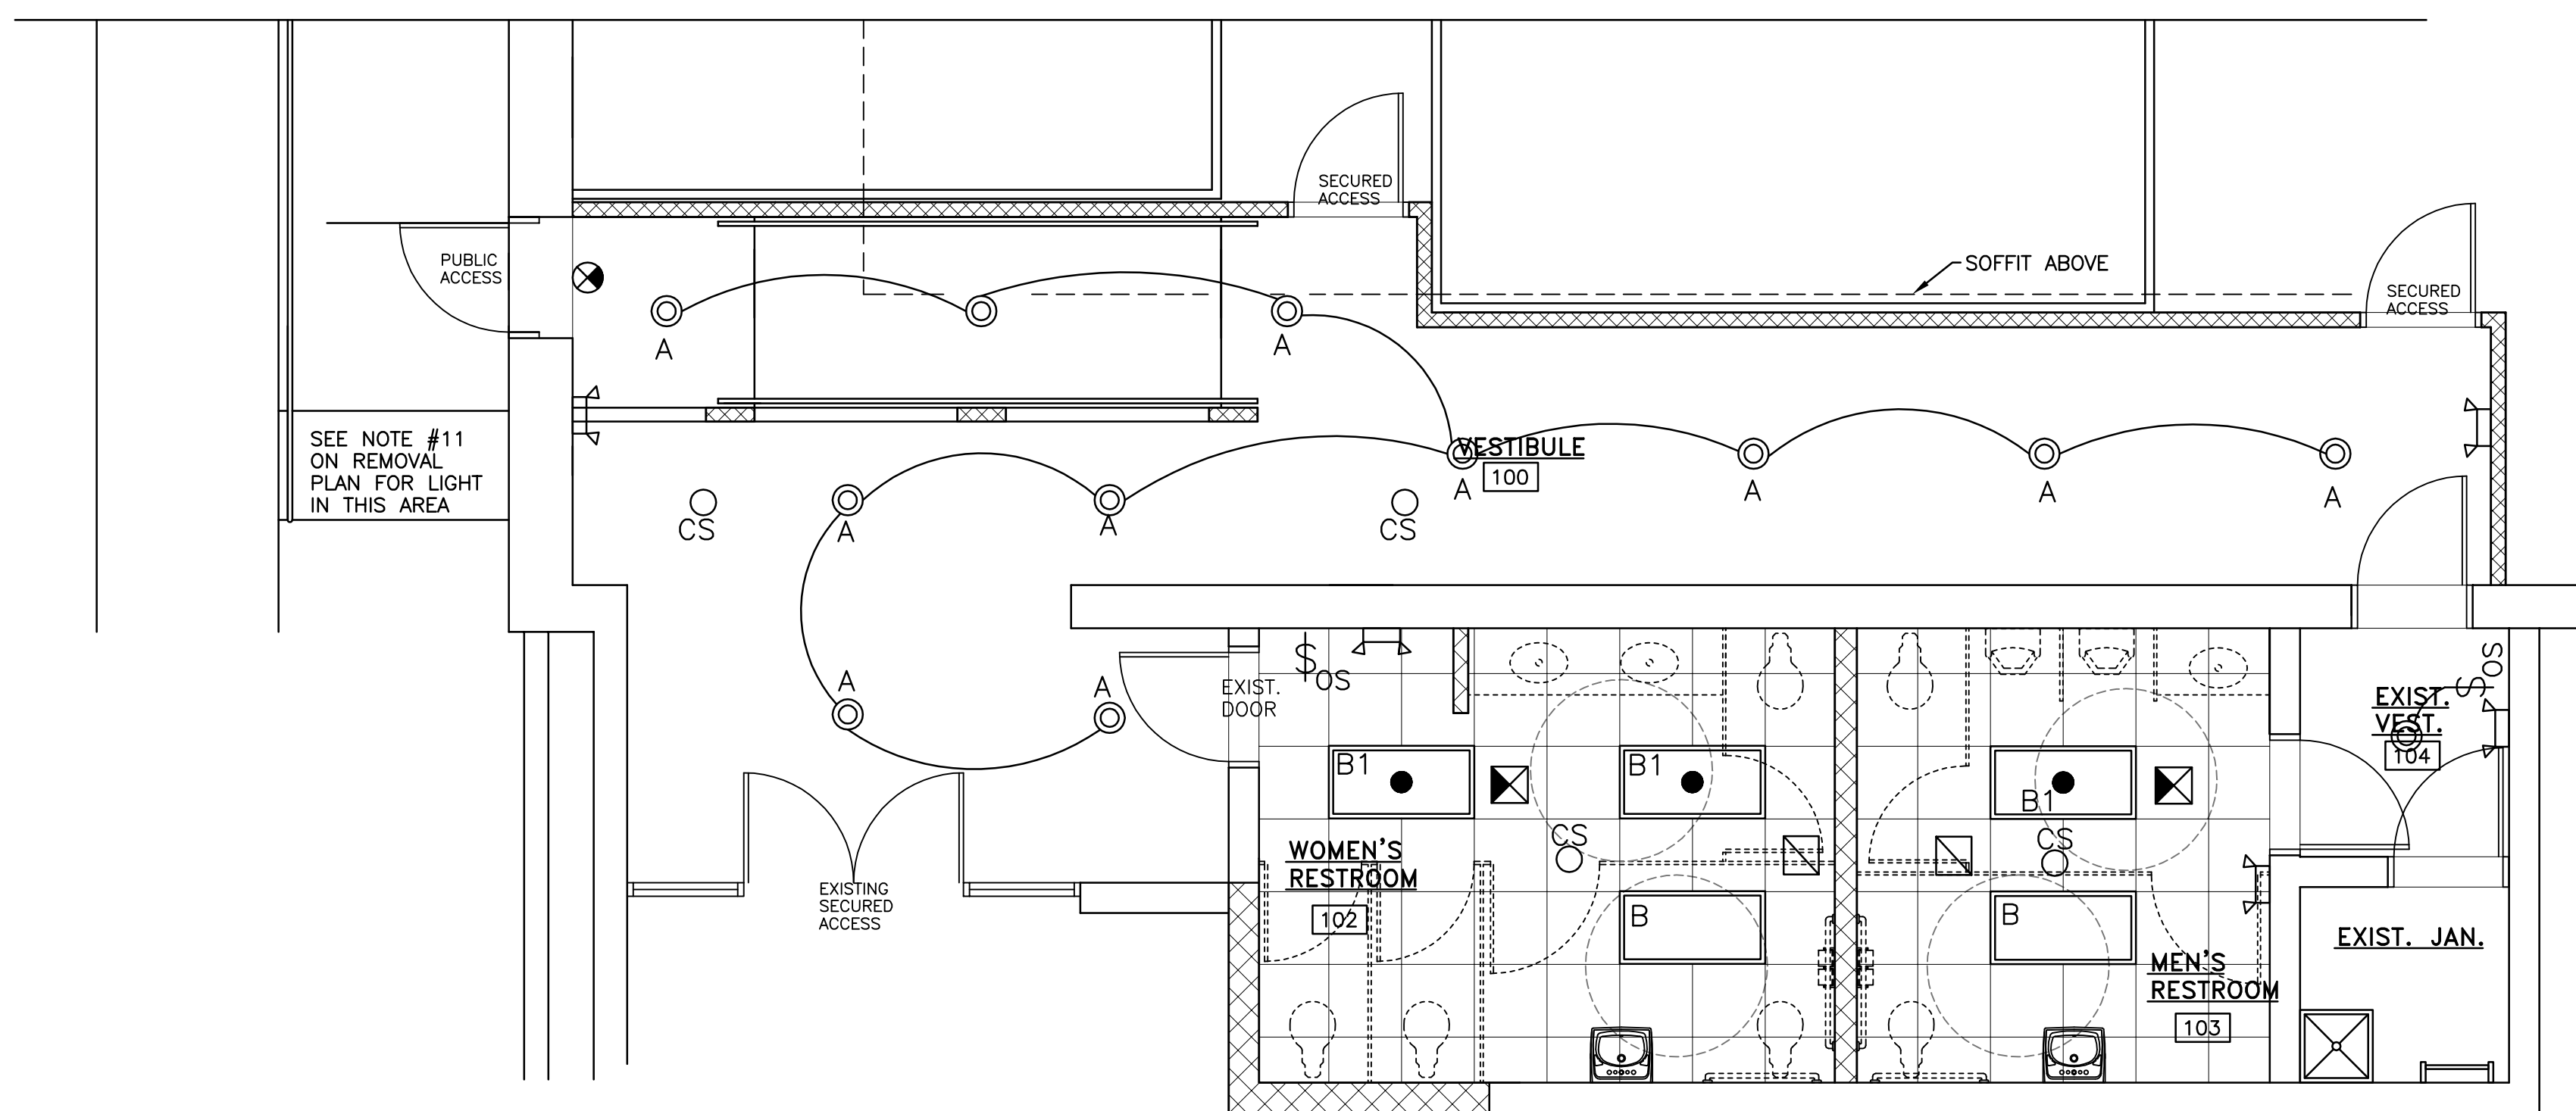 SECURED
ACCESS
PUBLIC
ACCESS
SOFFIT ABOVE
SECURED
ACCESS
A
A
SEE NOTE #11
ON REMOVAL
PLAN FOR LIGHT
IN THIS AREA
VESTIBULE
100
A
A
A
A
CS
A
A
CS
A
A
EXIST.
DOOR
$OS
$OS
EXIST.
VEST.
104
B1
B1
B1
CS
CS
WOMEN'S
RESTROOM
102
EXISTING
SECURED
ACCESS
B
B
EXIST. JAN.
MEN'S
RESTROOM
103